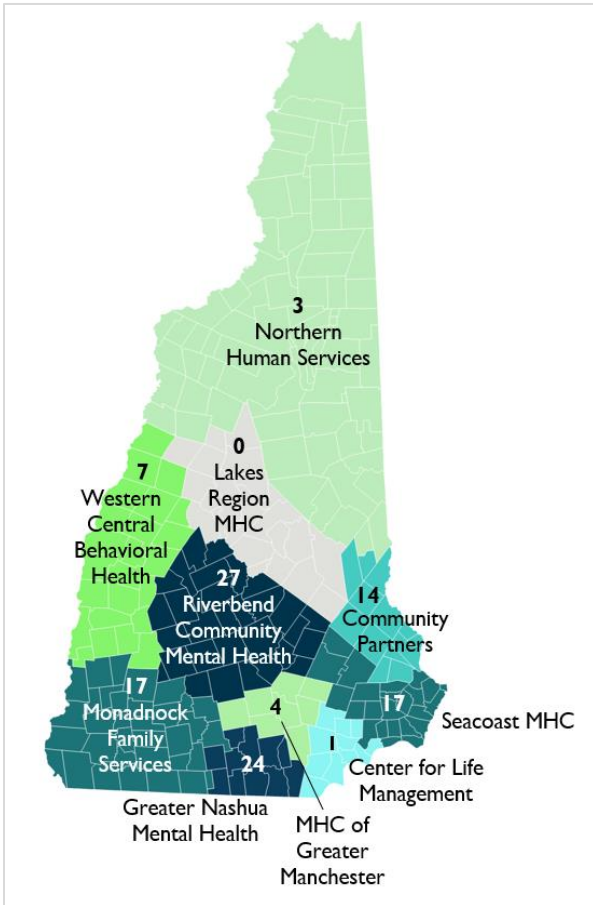 3
Northern
Human Services
0
Lakes
Region
MHC
7
Western
Central
Behavioral
Health
27
Riverbend
Community
Mental Health
14
Community
Partners
17
Monadnock
Family
Services
4
17
Seacoast MHC
1
Center for Life
Management
24
Greater Nashua
Mental Health
MHC of
Greater
Manchester